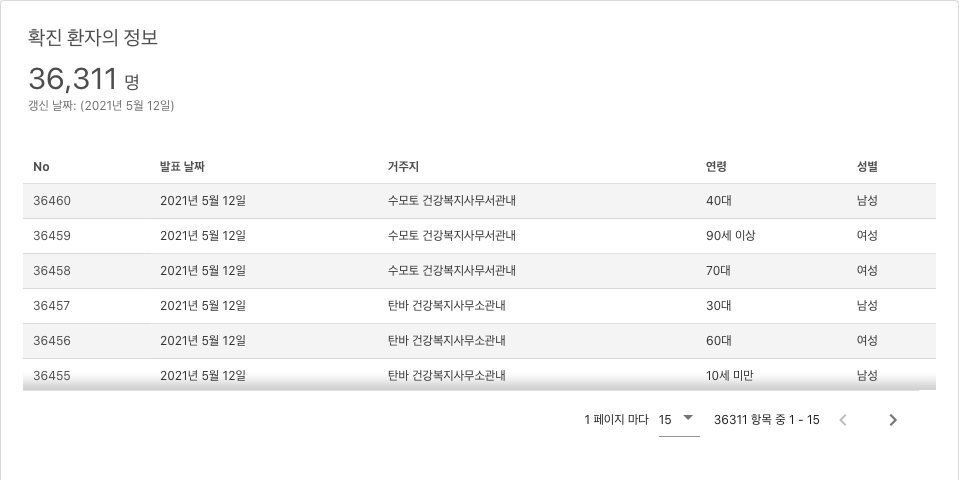 확진 환자의 정보
36,311 명
갱신 날짜: (2021년 5월 12일)
No 발표 날짜 거주지 연령 성별
36460 2021년 5월 12일 수모토 건강복지사무서관내 40대 남성
36459 2021년 5월 12일 수모토 건강복지사무서관내 90세 이상 여성
36458 2021년 5월 12일 수모토 건강복지사무서관내 70대 여성
36457 2021년 5월 12일 탄바 건강복지사무소관내 30대 남성
36456 2021년 5월 12일 탄바 건강복지사무소관내 60대 여성
36455 2021년 5월 12일 탄바 건강복지사무소관내 10세 미만 남성
1 페이지 마다 15 36311 항목 중 1 - 15